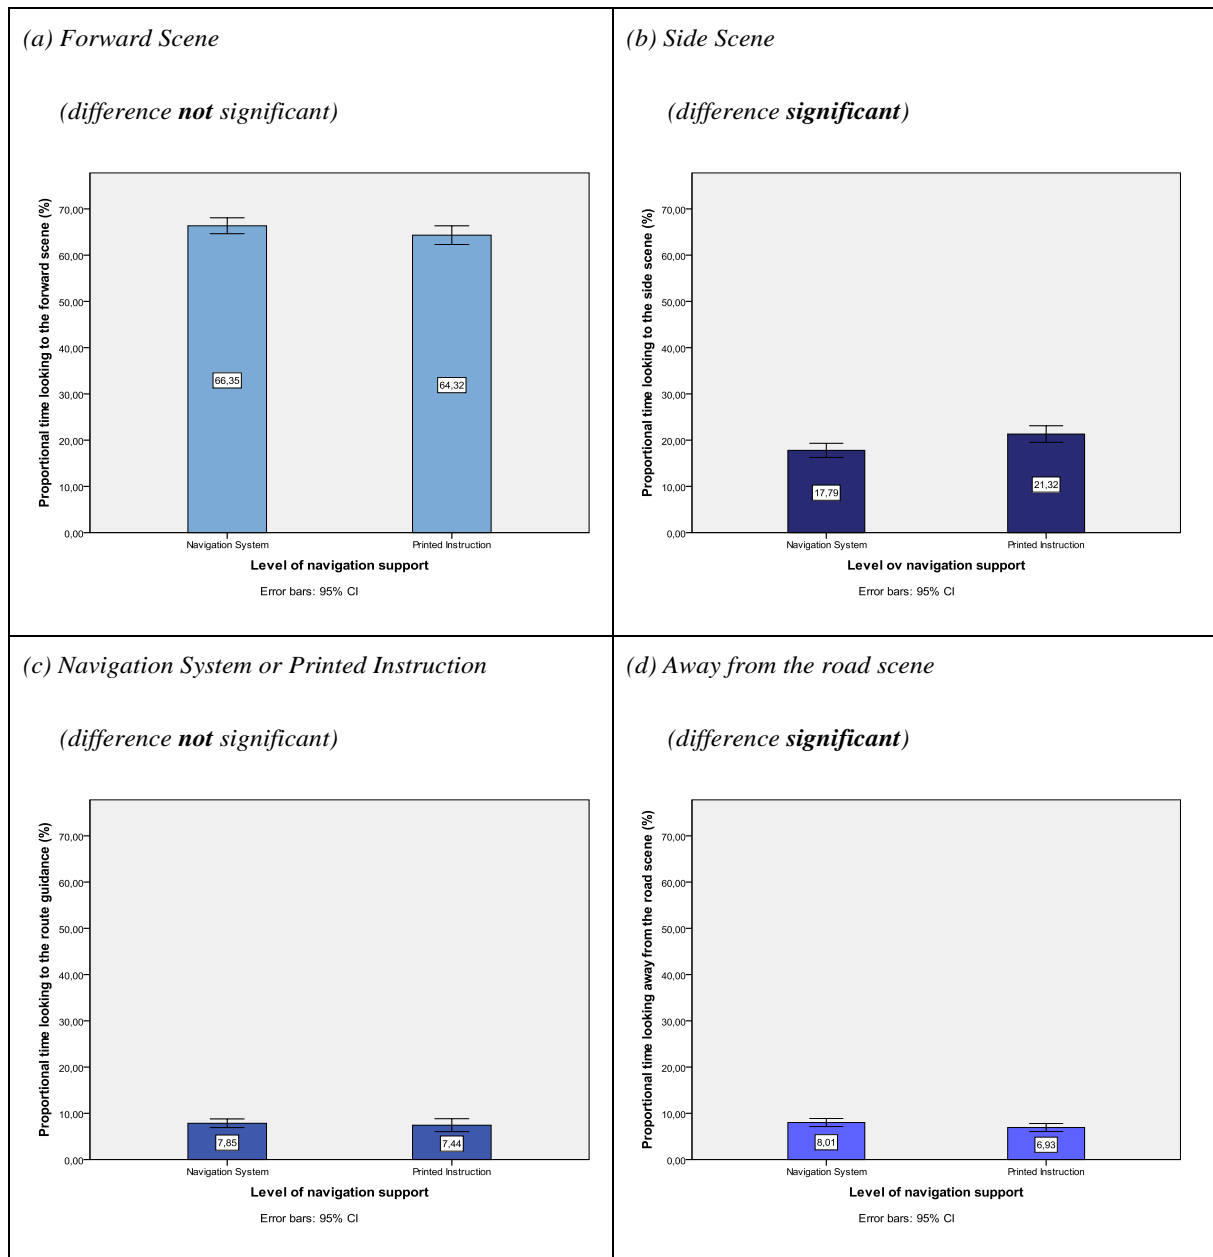 (a) Forward Scene
(difference not significant)
Proportional time looking to the forward scene (%)
70,00
60,00
50,00
40,00
30,00
20,00
10,00
0,00
66,35
64,32
Navigation System
Printed Instruction
Level of navigation support
Error bars: 95% CI
(b) Side Scene
(difference significant)
Proportional time looking to the side scene (%)
70,00
60,00
50,00
40,00
30,00
20,00
10,00
0,00
17,79
21,32
Navigation System
Printed Instruction
Level ov navigation support
Error bars: 95% CI
(c) Navigation System or Printed Instruction
(difference not significant)
Proportional time looking to the route guidance (%)
70,00
60,00
50,00
40,00
30,00
20,00
10,00
0,00
7,85
7,44
Navigation System
Printed Instruction
Level of navigation support
Error bars: 95% CI
(d) Away from the road scene
(difference significant)
Proportional time looking away from the road scene (%)
70,00
60,00
50,00
40,00
30,00
20,00
10,00
0,00
8,01
6,93
Navigation System
Printed Instruction
Level of navigation support
Error bars: 95% CI